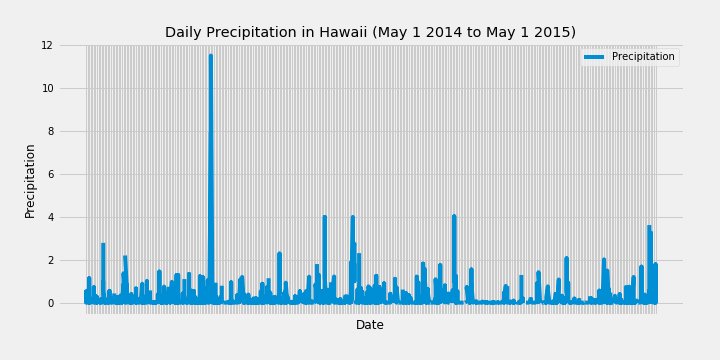 Daily Precipitation in Hawaii (May 1 2014 to May 1 2015)
Precipitation
12
10
8
6
4
2
0
Precipitation
Date